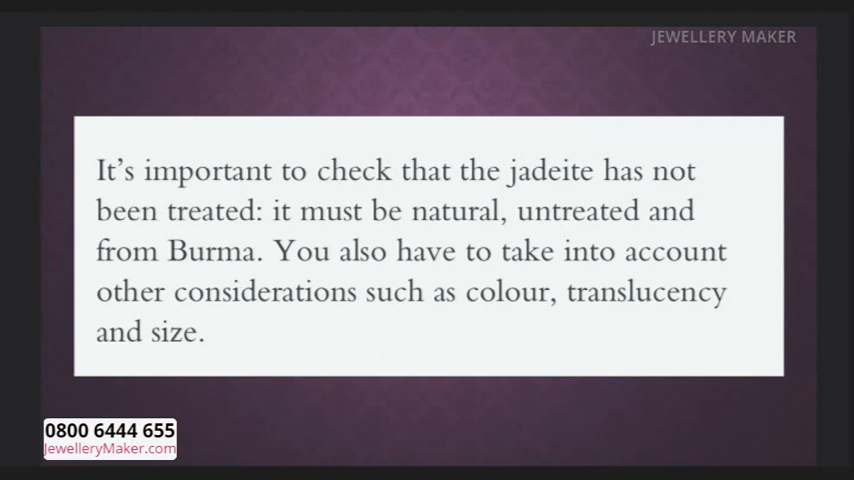 JEWELLERY MAKER
It's important to check that the jadeite has not
been treated: it must be natural, untreated and
from Burma. You also have to take into account
other considerations such as colour, translucency
and size.
0800 6444 655
JewelleryMaker.com